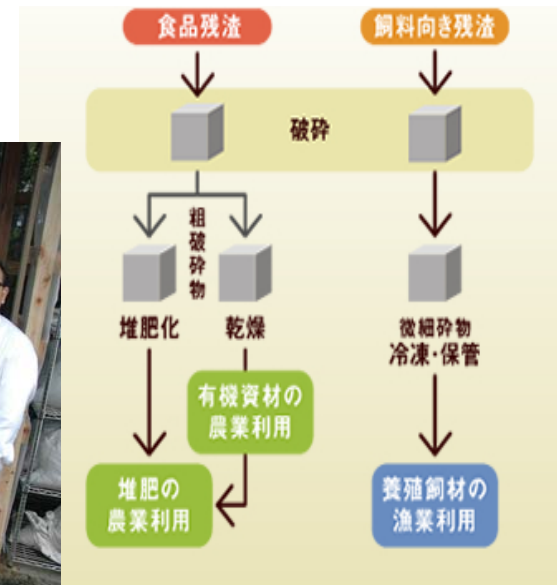 食品残渣
飼料向き残渣
破砕
粗破砕物
堆肥化
乾燥
微細砕物
冷凍・保管
有機資材の
農業利用
堆肥の
農業利用
養殖飼材の
漁業利用